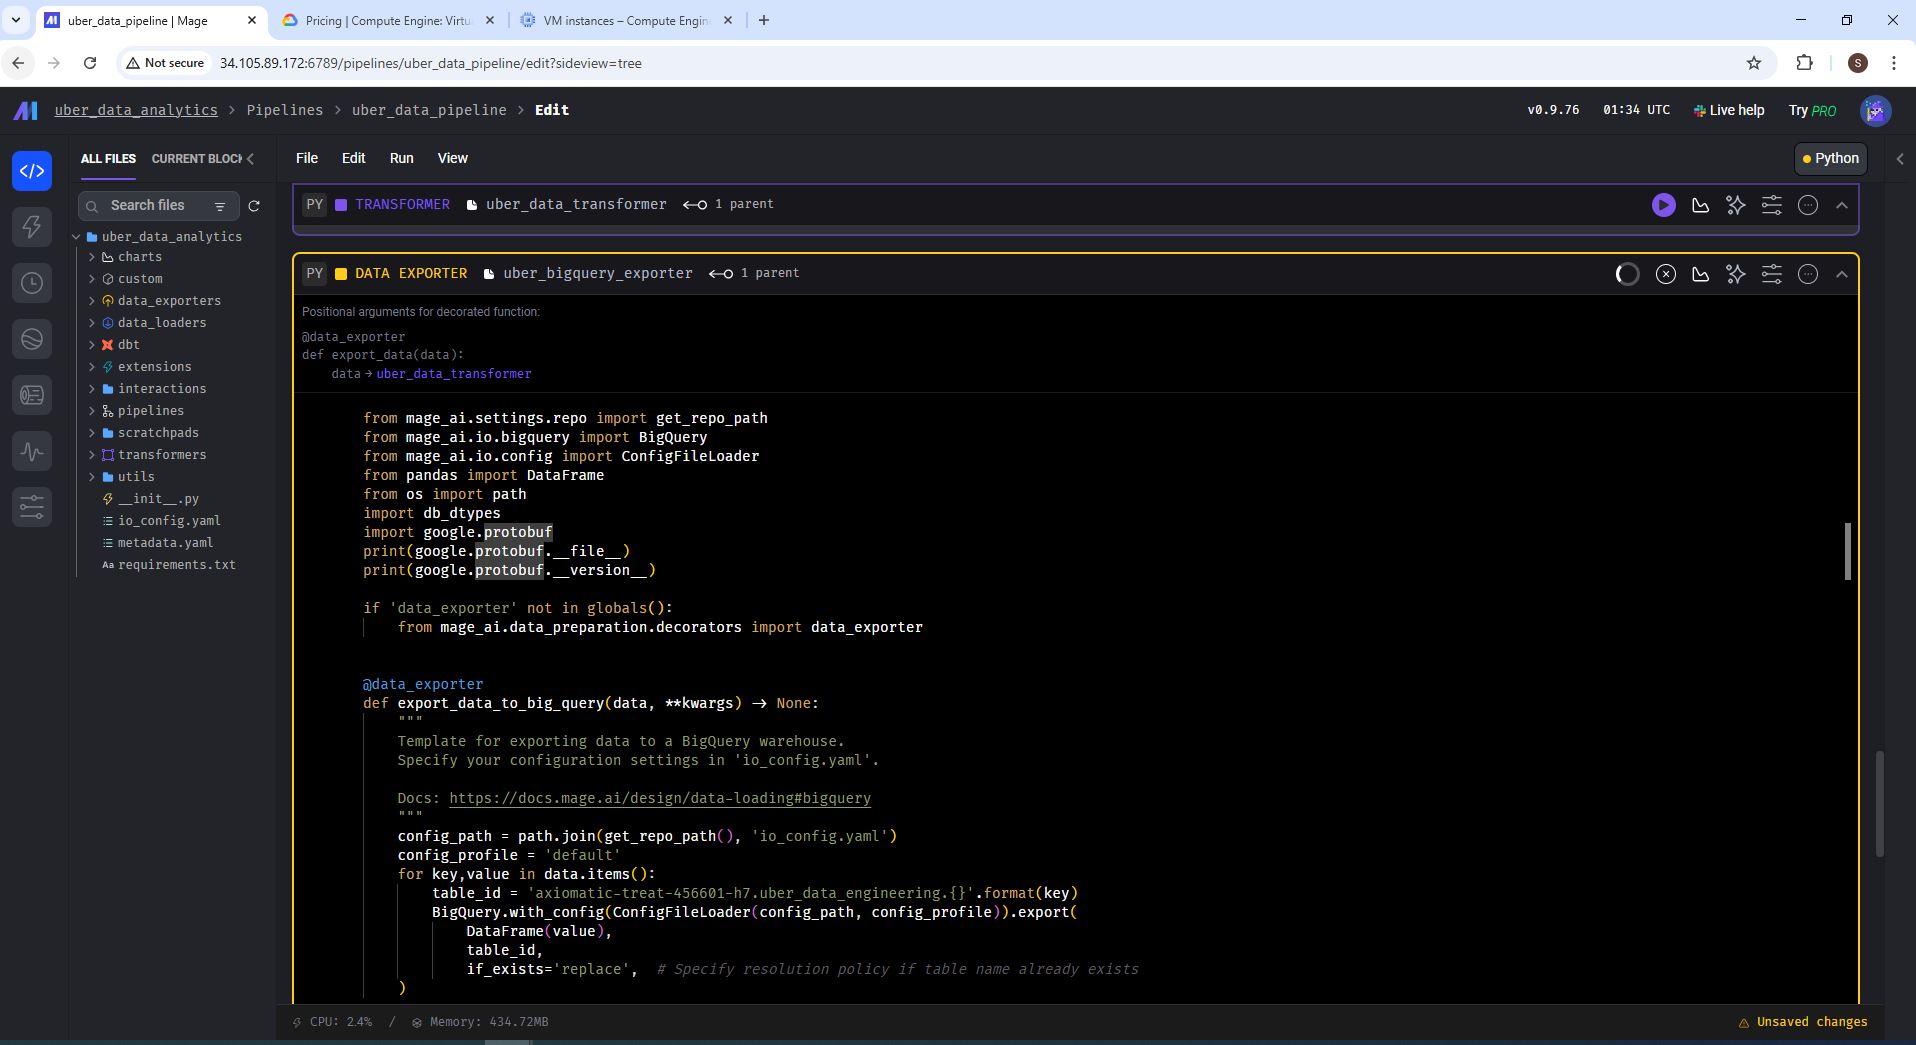 uber_data_pipeline | Mage
Pricing | Compute Engine: Virtu
VM instances – Compute Engin
Not secure
34.105.89.172:6789/pipelines/uber_data_pipeline/edit?sideview=tree
S
uber_data_analytics > Pipelines > uber_data_pipeline > Edit
v0.9.76
01:34 UTC
Live help
Try PRO
ALL FILES
CURRENT BLOCK
File
Edit
Run
View
Python
Search files
uber_data_analytics
charts
custom
data_exporters
data_loaders
dbt
extensions
interactions
pipelines
scratchpads
transformers
utils
__init__.py
io_config.yaml
metadata.yaml
Aa requirements.txt
PY TRANSFORMER uber_data_transformer 1 parent
PY DATA EXPORTER uber_bigquery_exporter 1 parent
Positional arguments for decorated function:
@data_exporter
def export_data(data):
data → uber_data_transformer
from mage_ai.settings.repo import get_repo_path
from mage_ai.io.bigquery import BigQuery
from mage_ai.io.config import ConfigFileLoader
from pandas import DataFrame
from os import path
import db_dtypes
import google.protobuf
print(google.protobuf.__file__)
print(google.protobuf.__version__)
if 'data_exporter' not in globals():
from mage_ai.data_preparation.decorators import data_exporter
@data_exporter
def export_data_to_big_query(data, **kwargs) -> None:
"""
Template for exporting data to a BigQuery warehouse.
Specify your configuration settings in 'io_config.yaml'.
Docs: https://docs.mage.ai/design/data-loading#bigquery
"""
config_path = path.join(get_repo_path(), 'io_config.yaml')
config_profile = 'default'
for key,value in data.items():
table_id = 'axiomatic-treat-456601-h7.uber_data_engineering.{}'.format(key)
BigQuery.with_config(ConfigFileLoader(config_path, config_profile)).export(
DataFrame(value),
table_id,
if_exists='replace',  # Specify resolution policy if table name already exists
)
CPU: 2.4% / Memory: 434.72MB
Unsaved changes